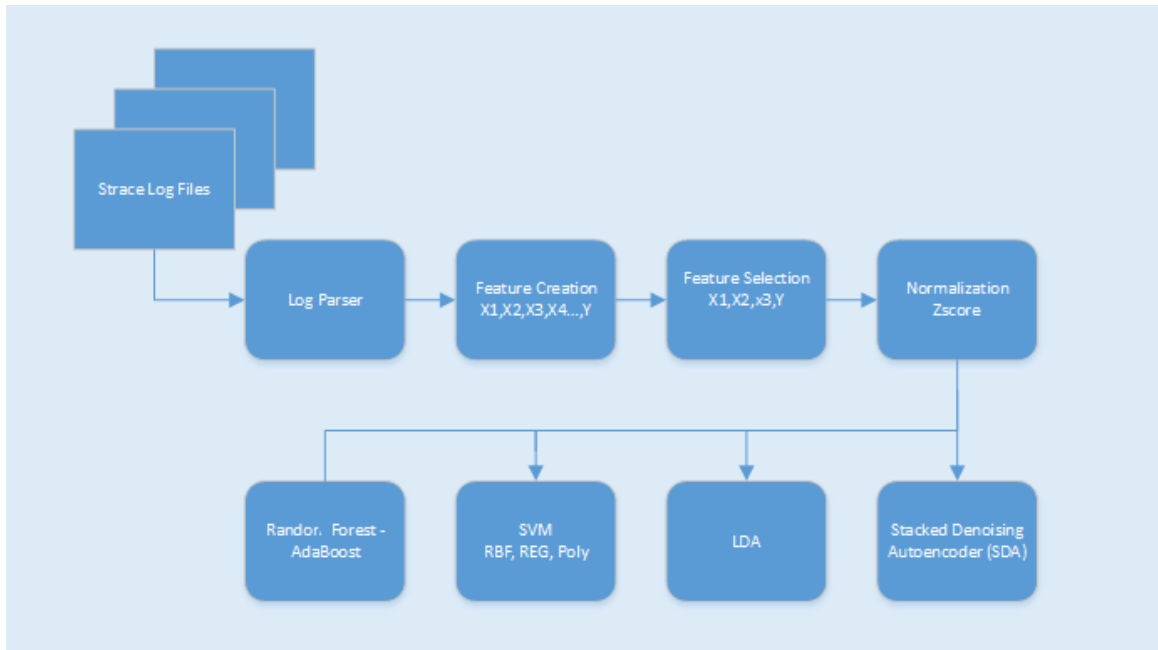 Strace Log Files
Log Parser
Feature Creation
X1,X2,X3,X4...,Y
Feature Selection
X1,X2,x3,Y
Normalization
Zscore
Forest -
AdaBoost
SVM
RBF, REG, Poly
LDA
Stacked Denoising
Autoencoder (SDA)